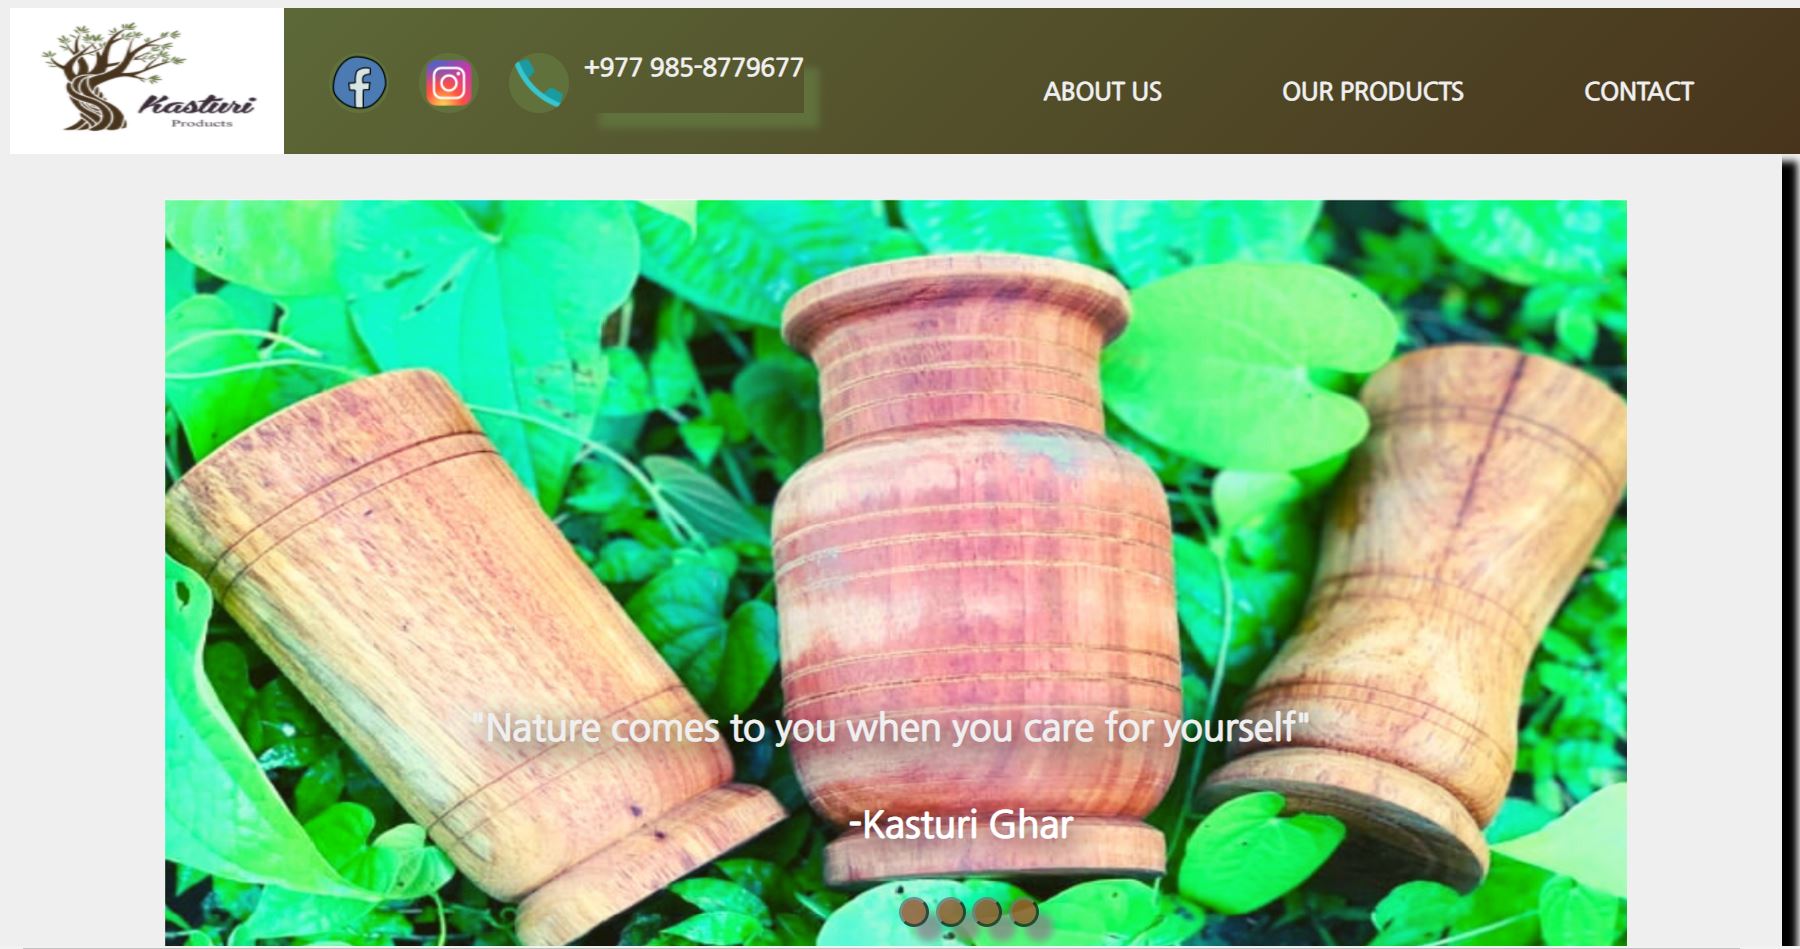 Kasturi
Products
+977 985-8779677
ABOUT US
OUR PRODUCTS
CONTACT
"Nature comes to you when you care for yourself"
-Kasturi Ghar